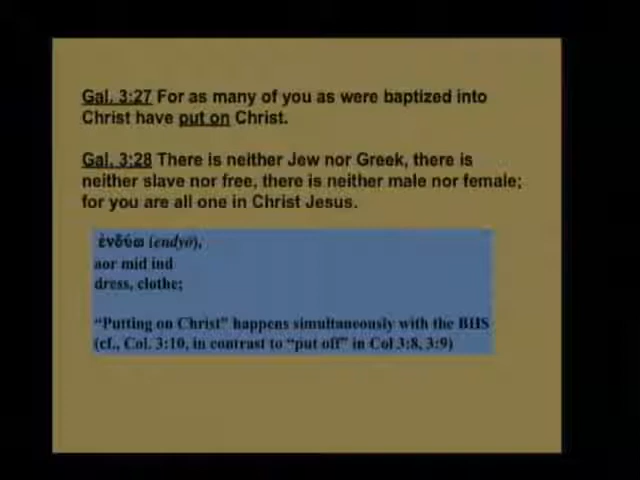 Gal. 3:27 For as many of you as were baptized into
Christ have put on Christ.
Gal. 3:28 There is neither Jew nor Greek, there is
neither slave nor free, there is neither male nor female;
for you are all one in Christ Jesus.
ἐνδύω (endyō),
aor mid ind
dress, clothe;
“Putting on Christ” happens simultaneously with the BHS
(cf., Col. 3:10, in contrast to “put off” in Col 3:8, 3:9)